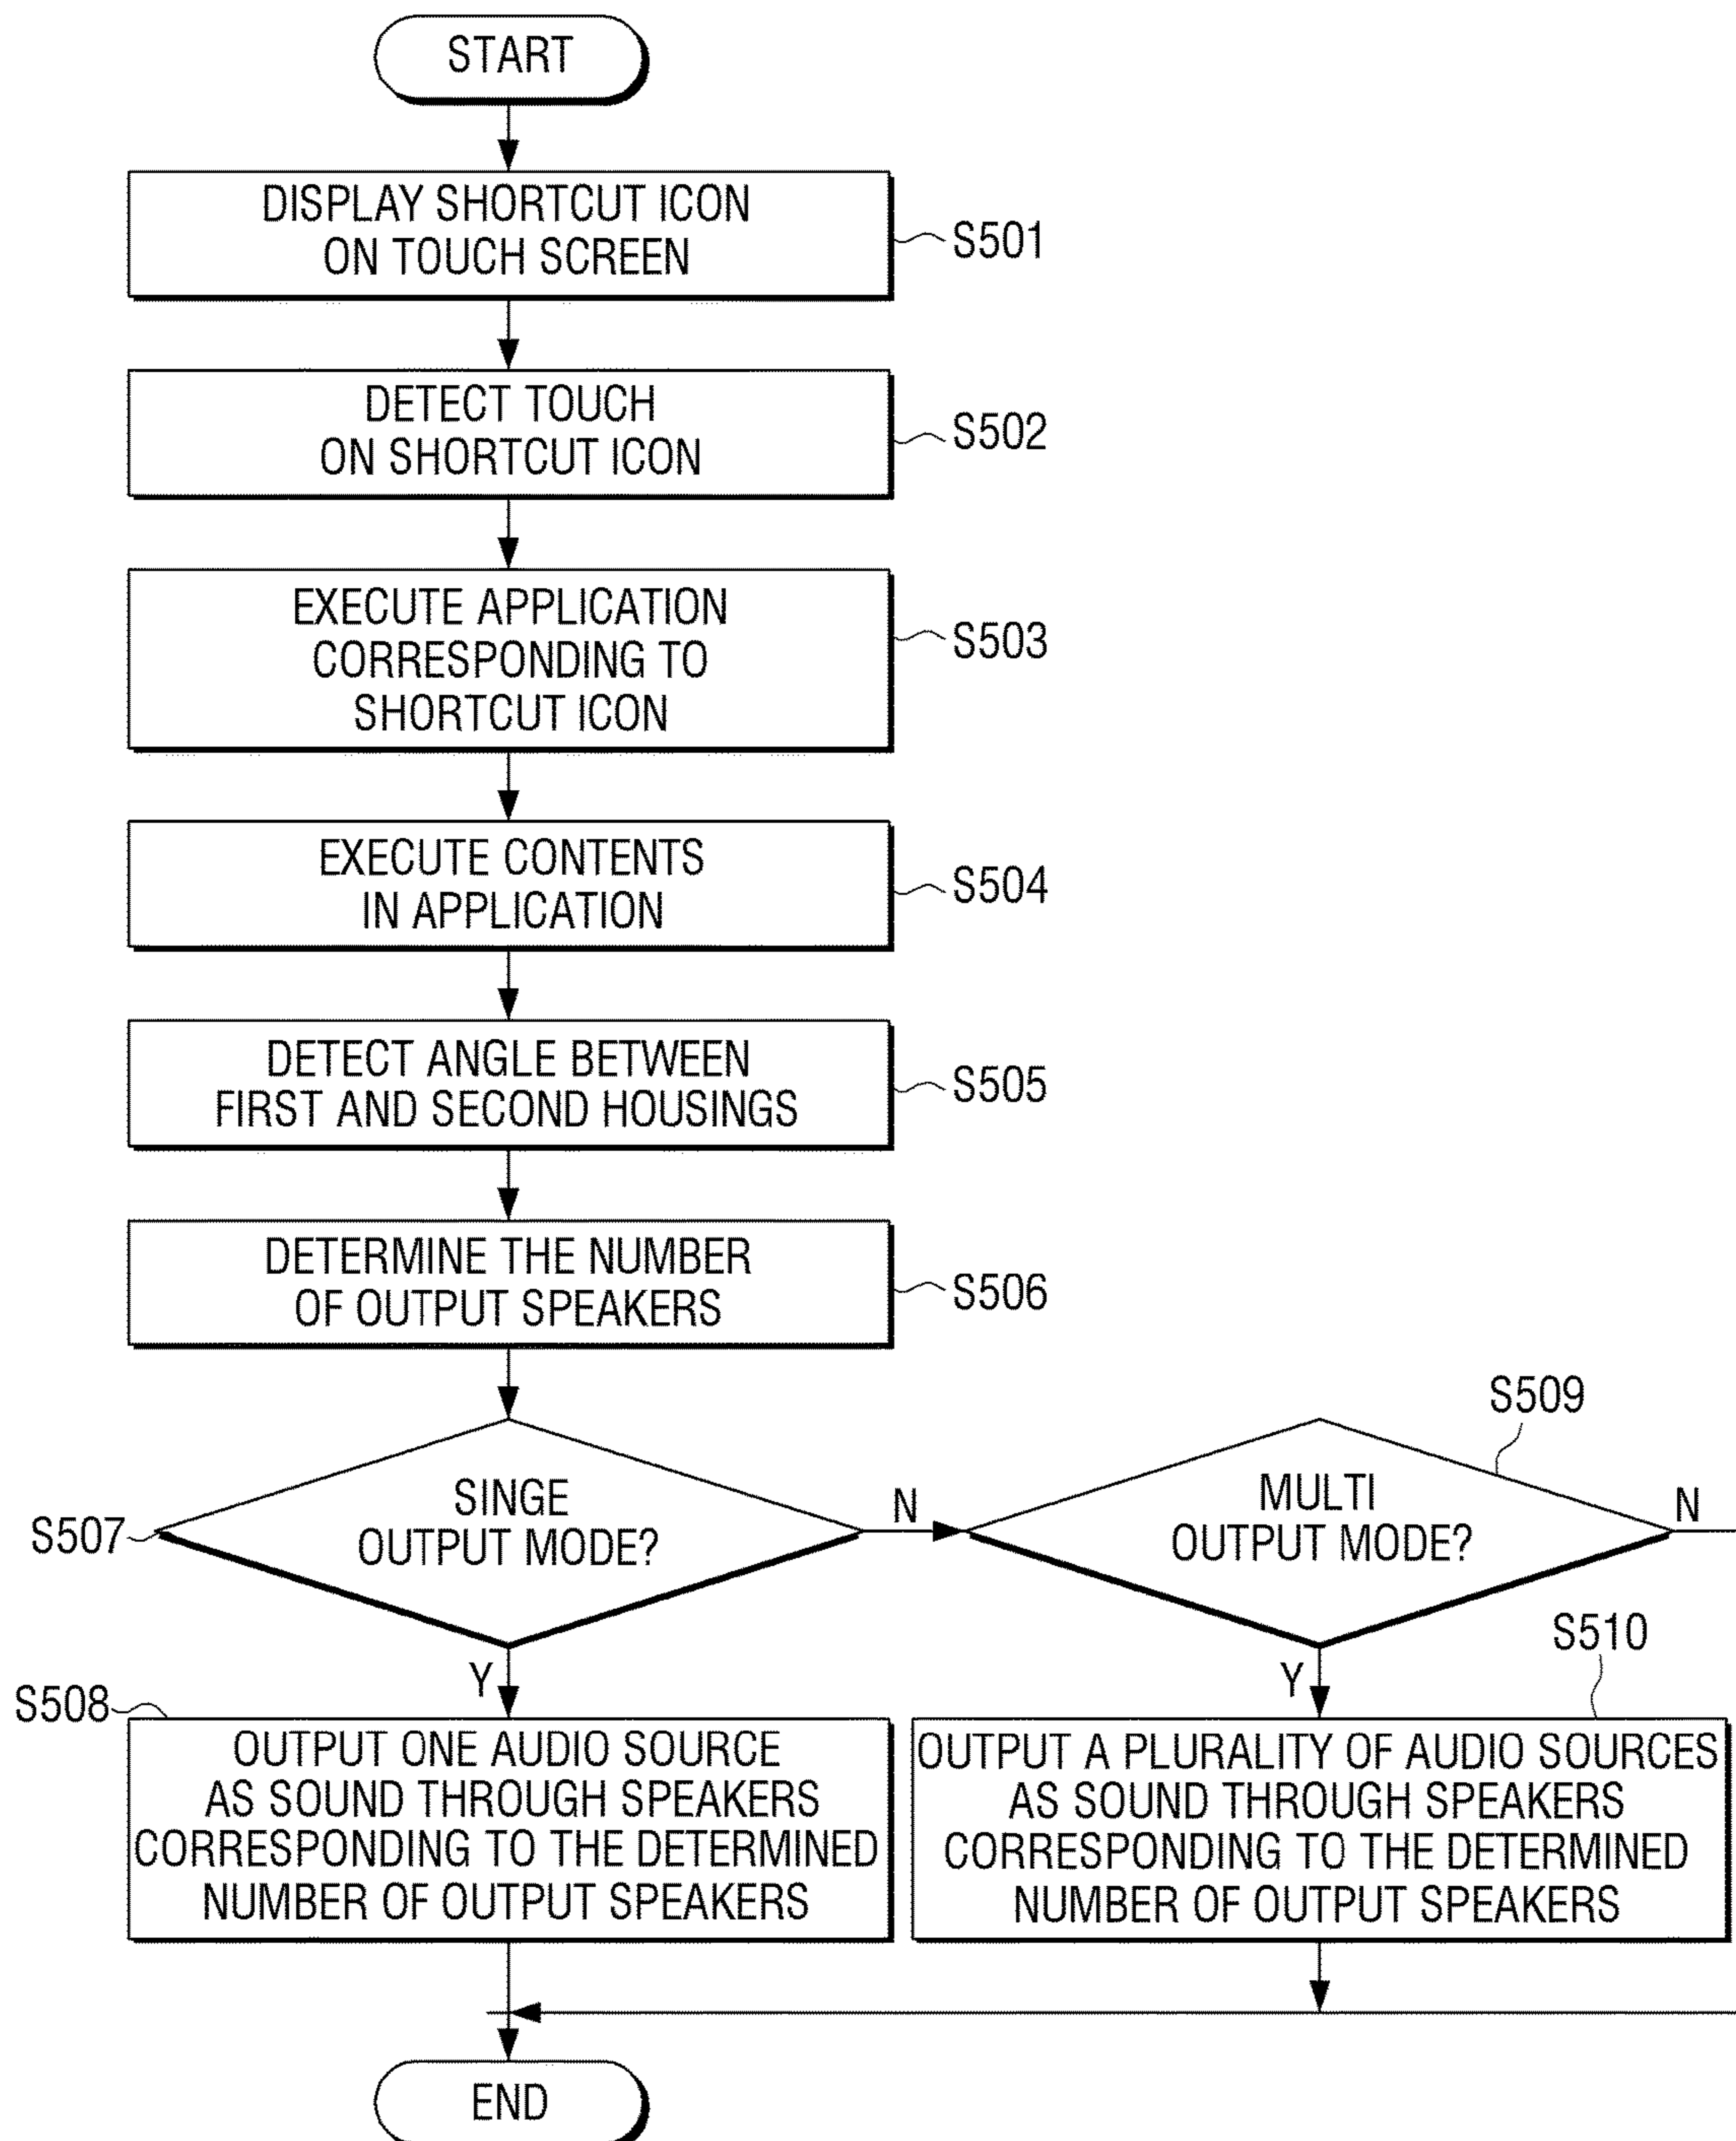 START
DISPLAY SHORTCUT ICON
ON TOUCH SCREEN
S501
DETECT TOUCH
ON SHORTCUT ICON
S502
EXECUTE APPLICATION
CORRESPONDING TO
SHORTCUT ICON
S503
EXECUTE CONTENTS
IN APPLICATION
S504
DETECT ANGLE BETWEEN
FIRST AND SECOND HOUSINGS
S505
DETERMINE THE NUMBER
OF OUTPUT SPEAKERS
S506
S507
SINGE
OUTPUT MODE?
N
Y
S509
MULTI
OUTPUT MODE?
N
Y
S508
OUTPUT ONE AUDIO SOURCE
AS SOUND THROUGH SPEAKERS
CORRESPONDING TO THE DETERMINED
NUMBER OF OUTPUT SPEAKERS
S510
OUTPUT A PLURALITY OF AUDIO SOURCES
AS SOUND THROUGH SPEAKERS
CORRESPONDING TO THE DETERMINED
NUMBER OF OUTPUT SPEAKERS
END